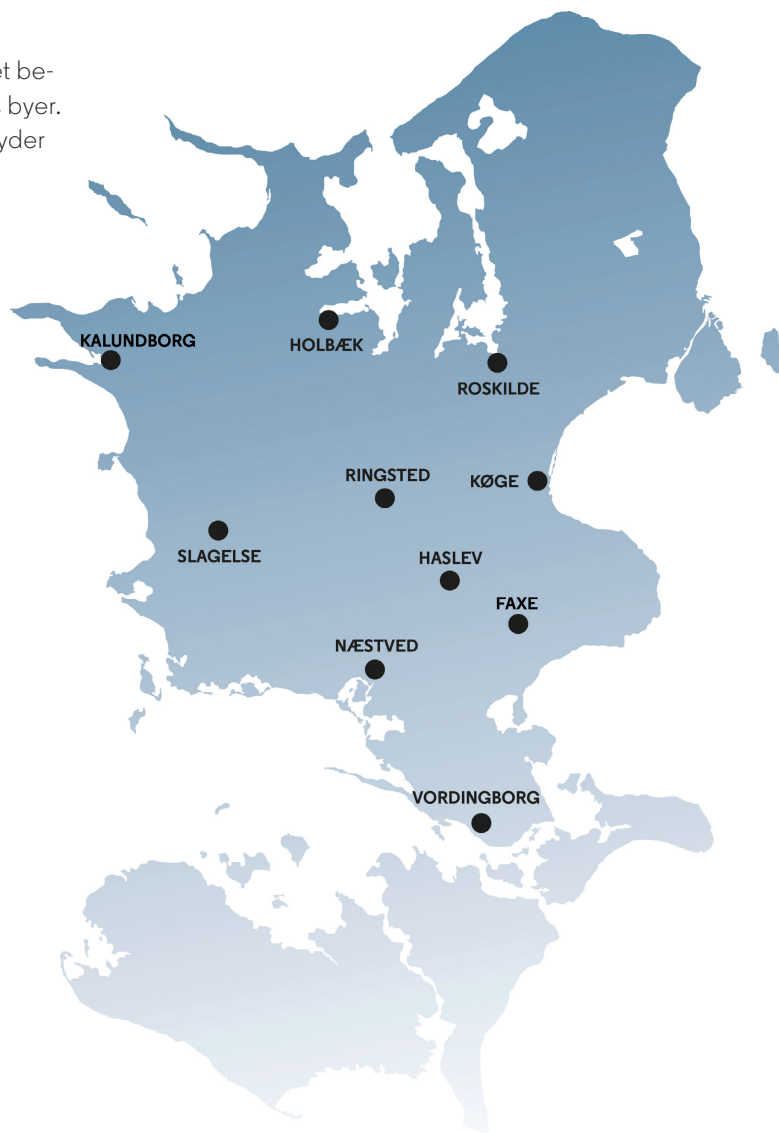 et be-
byer.
yder
KALUNDBORG
HOLBÆK
ROSKILDE
RINGSTED
KØGE
SLAGELSE
HASLEV
FAXE
NÆSTVED
VORDINGBORG